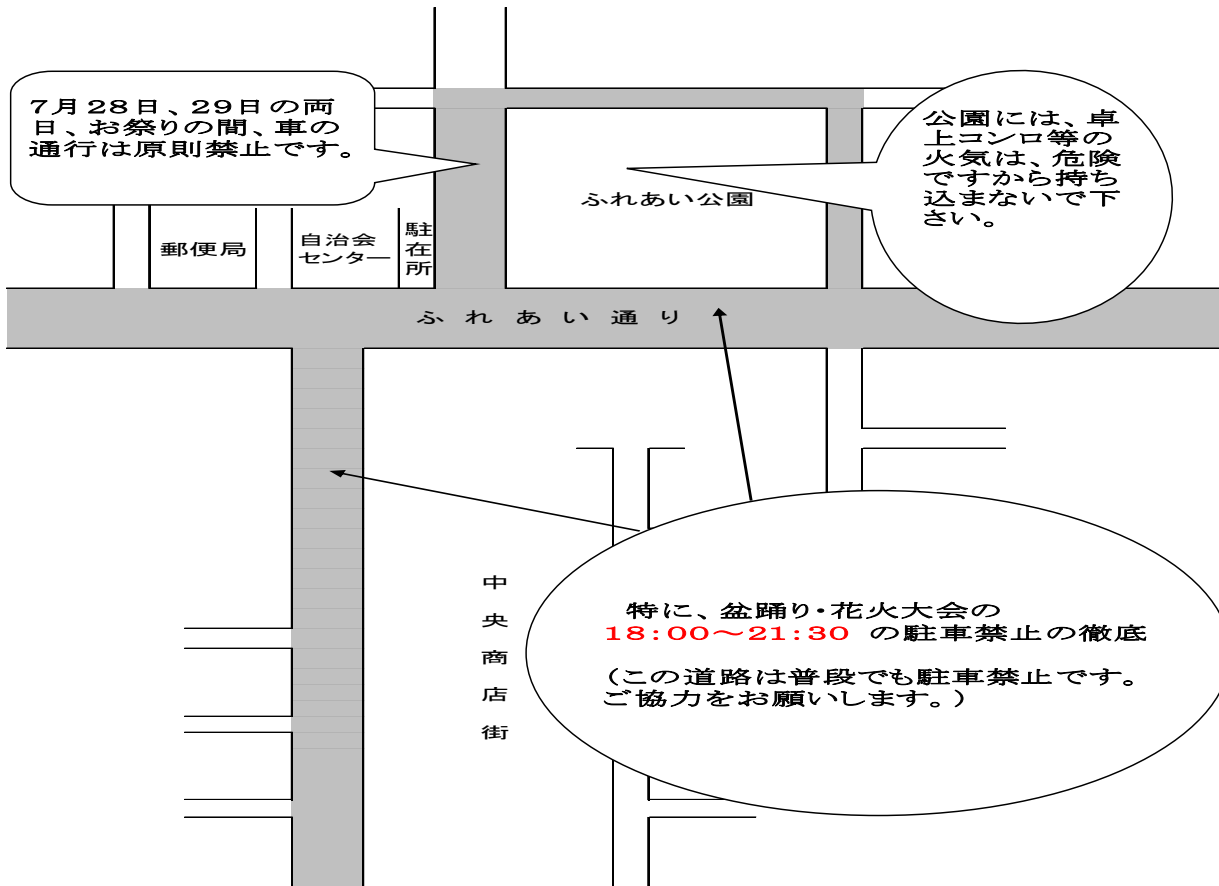 7月28日、29日の両
日、お祭りの間、車の
通行は原則禁止です。
公園には、卓
上コンロ等の
火気は、危険
ですから持ち
込まないで下
さい。
ふれあい公園
郵便局
自治会
センター
駐在所
ふれあい通り
中央商店街
特に、盆踊り・花火大会の
18:00～21:30 の駐車禁止の徹底
(この道路は普段でも駐車禁止です。
ご協力をお願いします。)